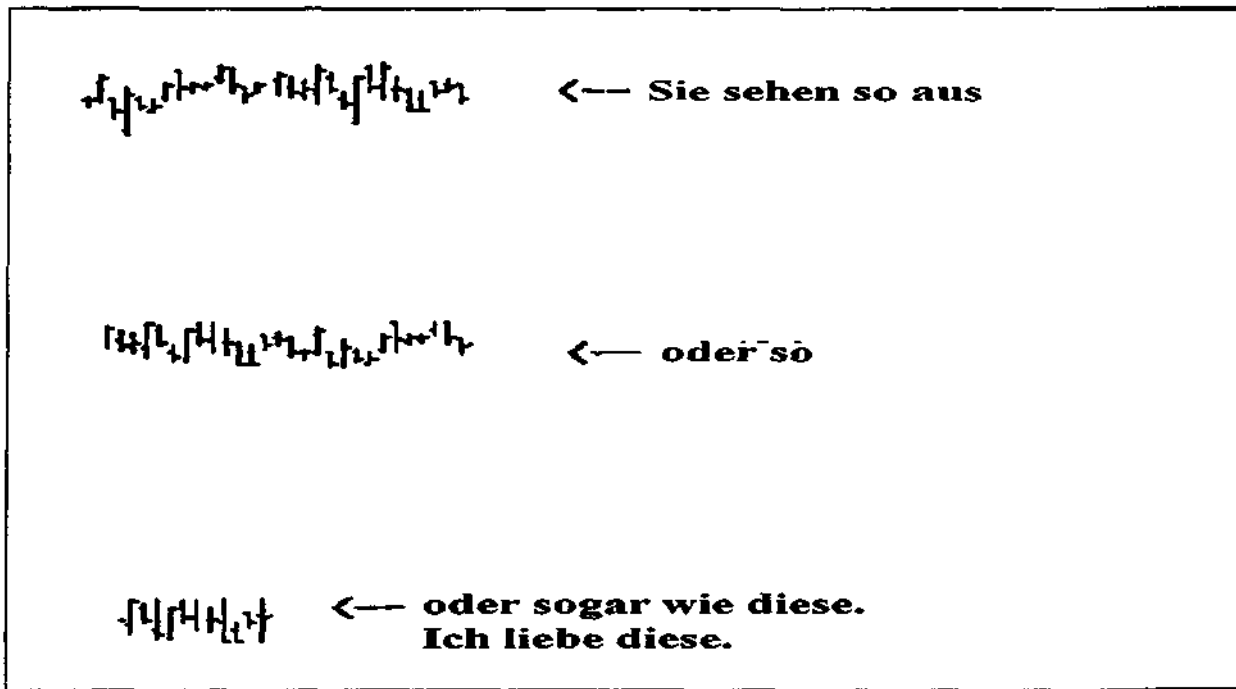 <-- Sie sehen so aus
<-- oder so
<-- oder sogar wie diese.
Ich liebe diese.